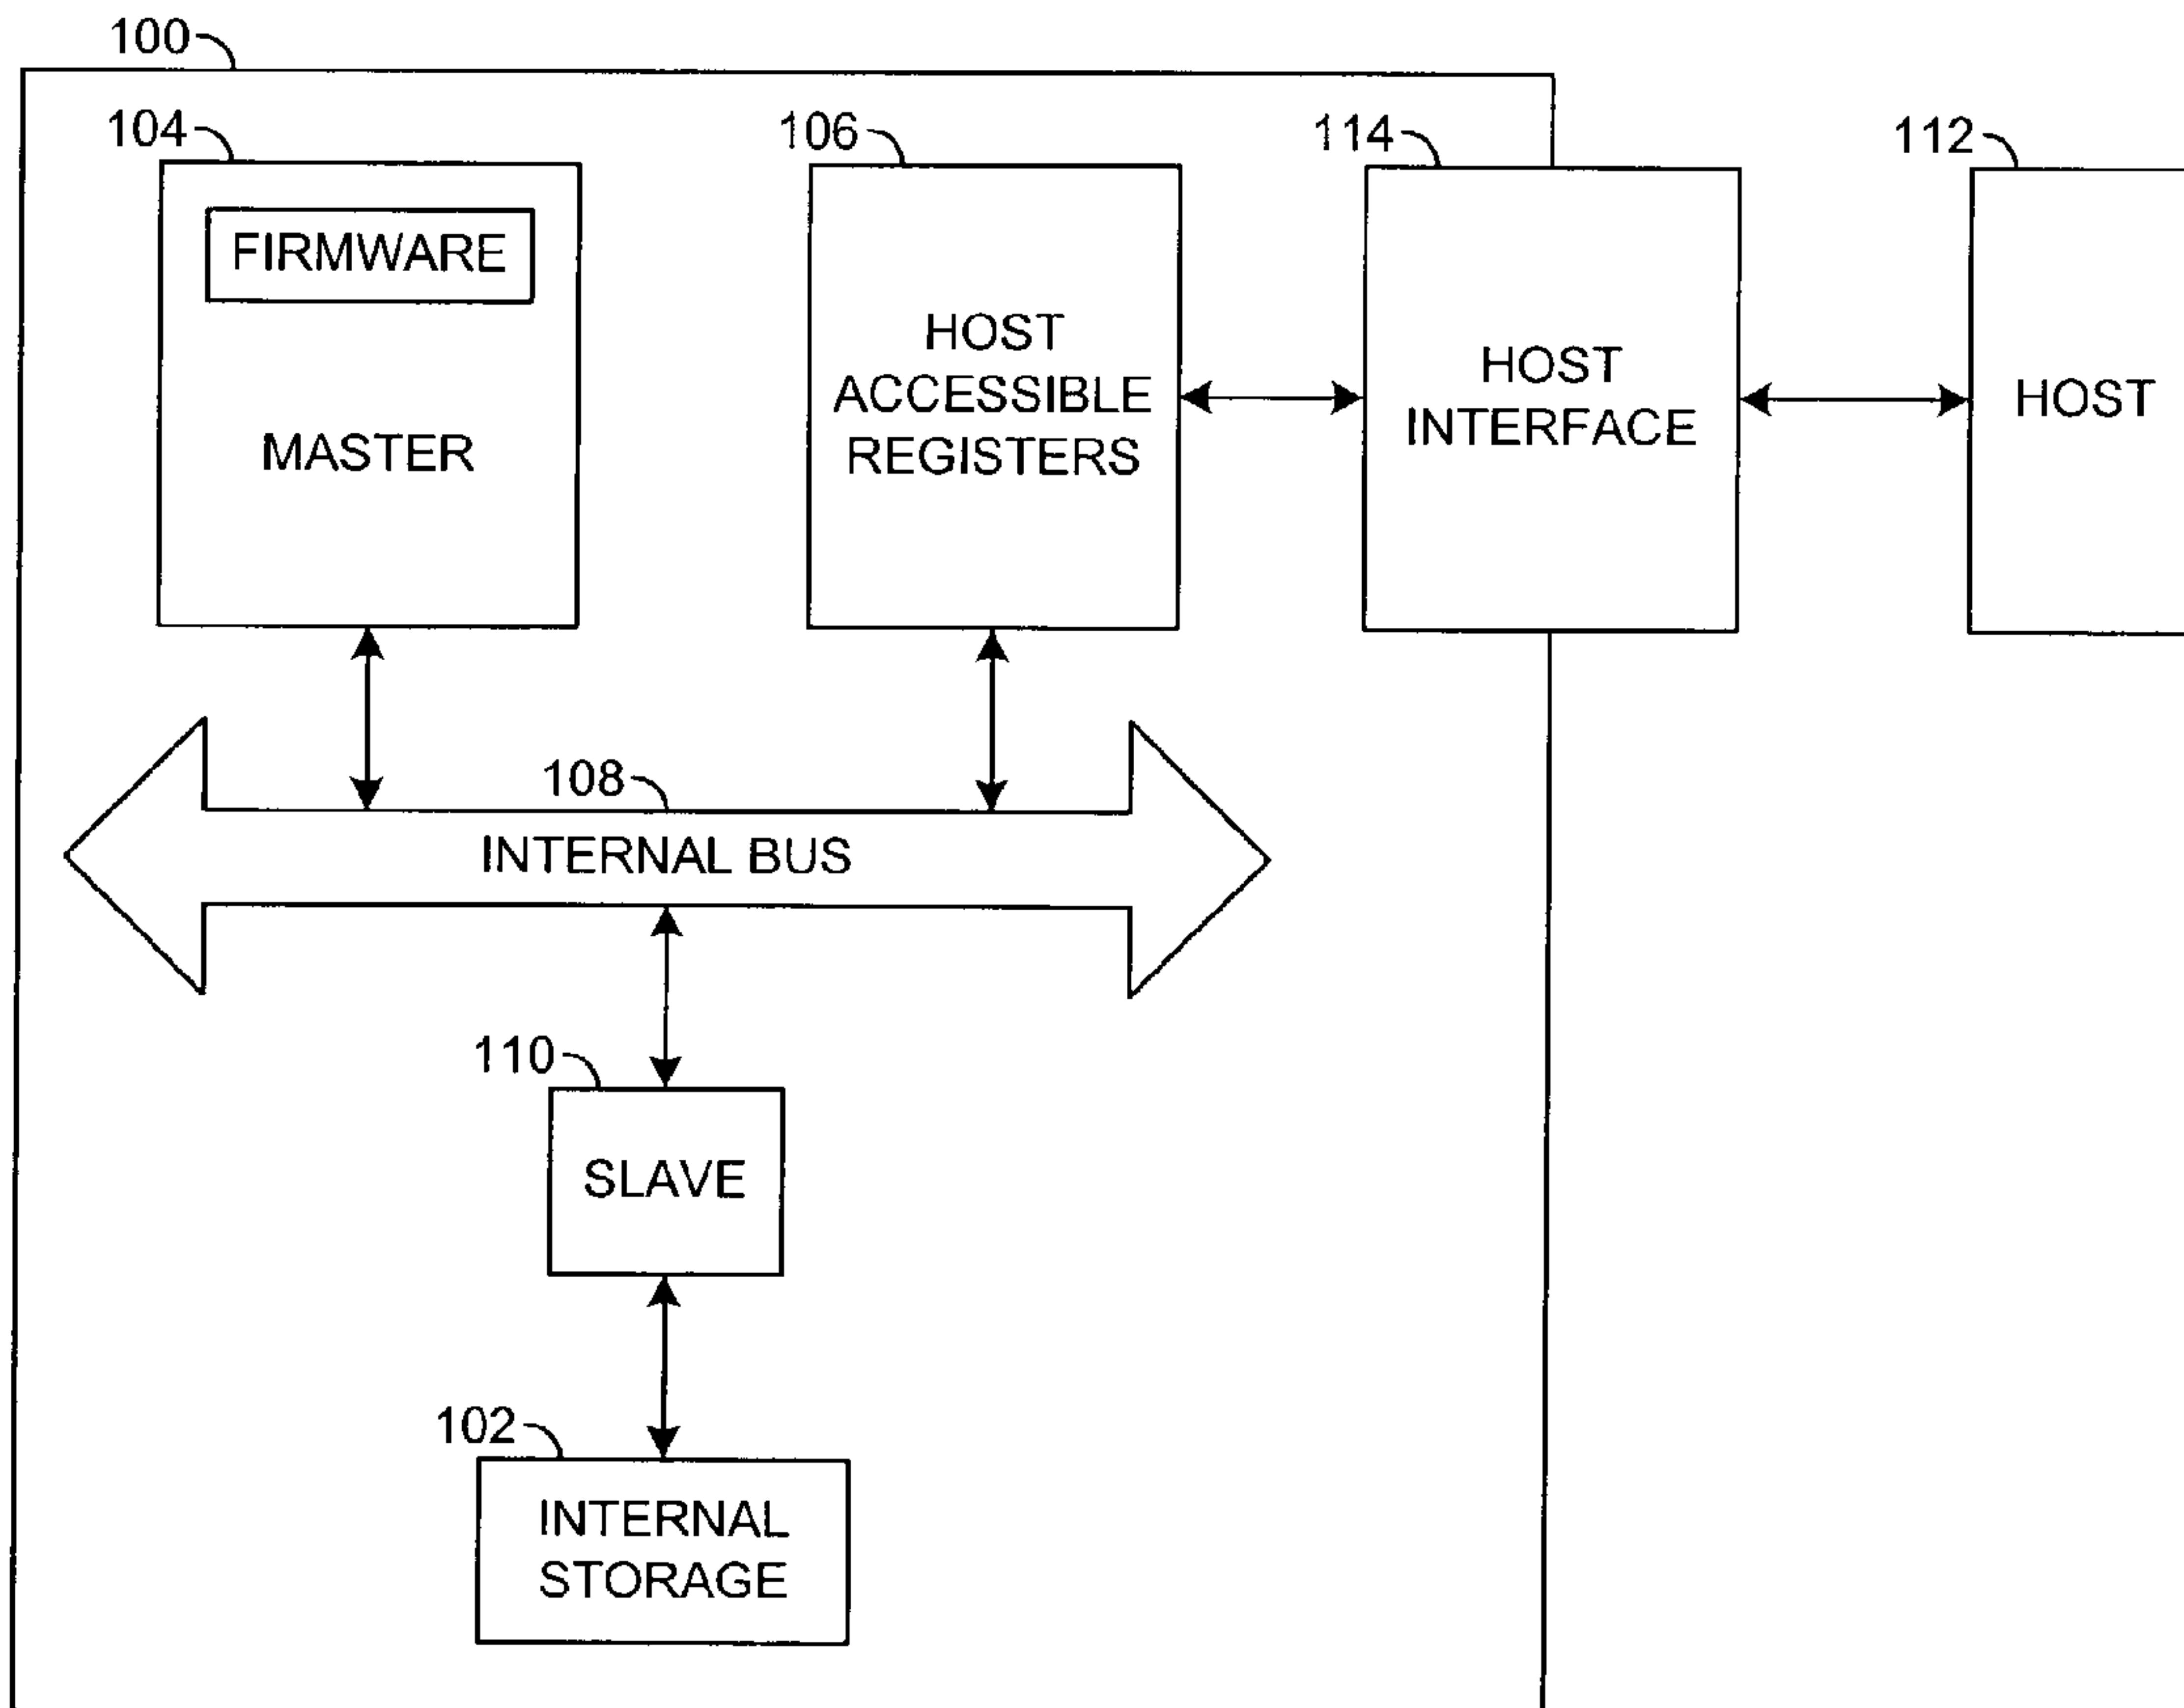 100
104
106
114
112
FIRMWARE
MASTER
HOST
ACCESSIBLE
REGISTERS
HOST
INTERFACE
HOST
108
INTERNAL BUS
110
SLAVE
102
INTERNAL
STORAGE